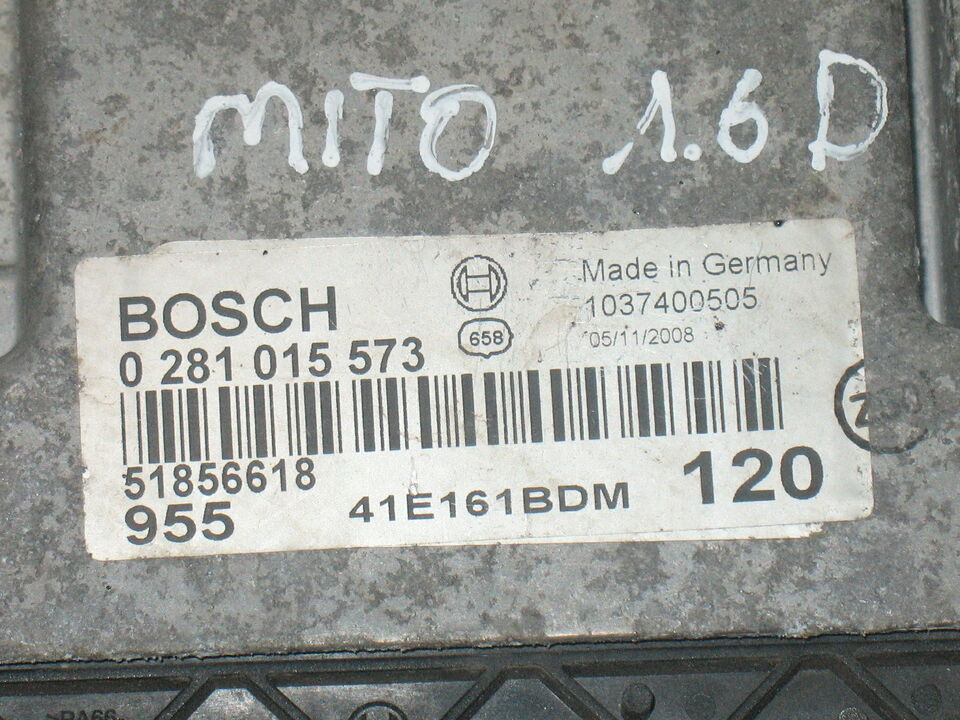 MITO 1.6 D
BOSCH
0 281 015 573
658
Made in Germany
1037400505
05/11/2008
51856618
955
41E161BDM
120
>PA66